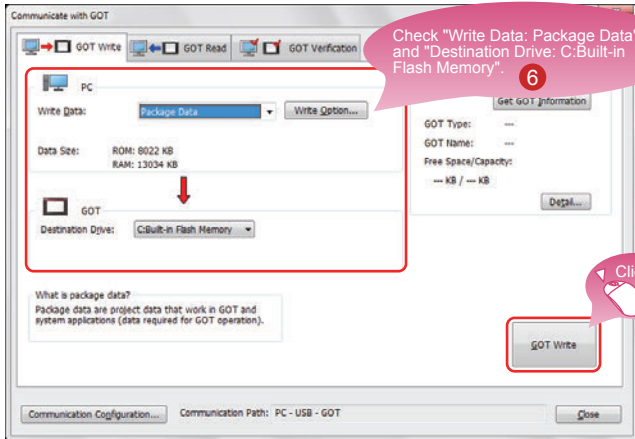 Communicate with GOT
GOT Write
GOT Read
GOT Verification
Check "Write Data: Package Data"
and "Destination Drive: C:Built-in
Flash Memory".
6
PC
Write Data:
Package Data
Write Option...
Data Size:
ROM: 8022 KB
RAM: 13034 KB
GOT
Destination Drive:
C:Built-in Flash Memory
Get GOT Information
GOT Type: ---
GOT Name: ---
Free Space/Capacity:
--- KB / --- KB
Detail...
What is package data?
Package data are project data that work in GOT and
system applications (data required for GOT operation).
GOT Write
Communication Configuration...
Communication Path: PC - USB - GOT
Close